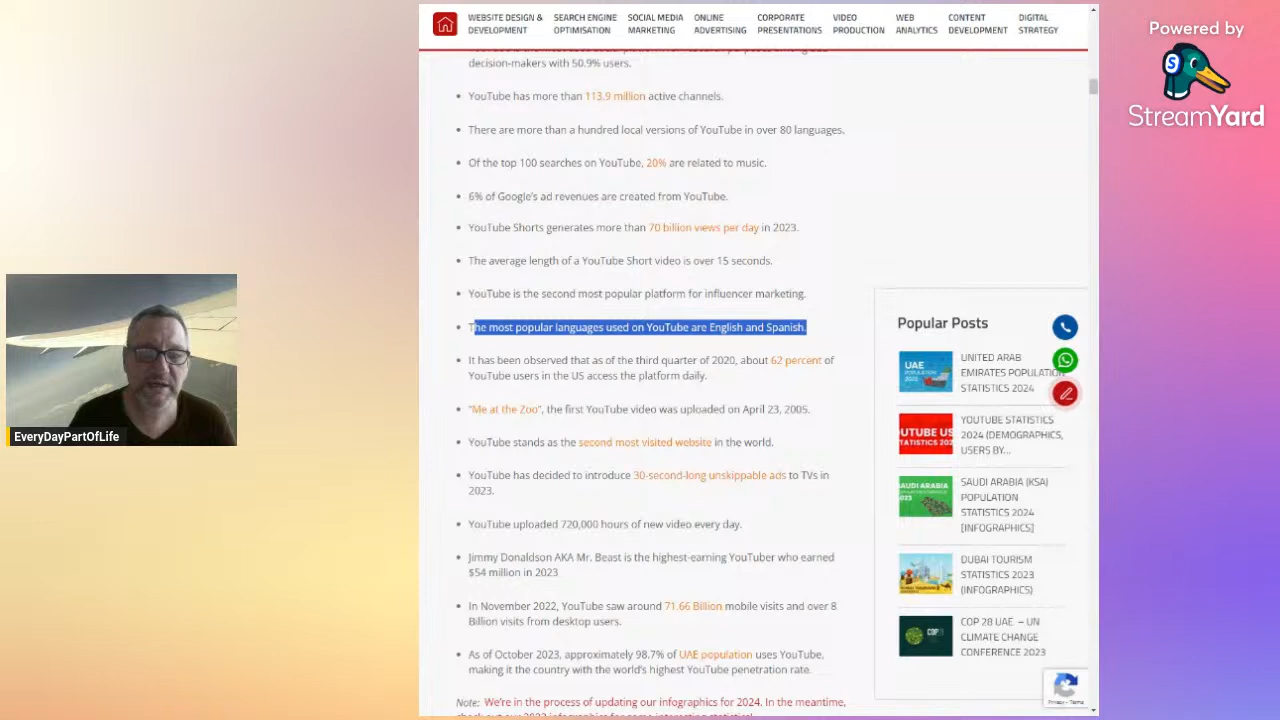 WEBSITE DESIGN &
DEVELOPMENT
SEARCH ENGINE
OPTIMISATION
SOCIAL MEDIA
MARKETING
ONLINE
ADVERTISING
CORPORATE
PRESENTATIONS
VIDEO
PRODUCTION
WEB
ANALYTICS
CONTENT
DEVELOPMENT
DIGITAL
STRATEGY
Powered by
StreamYard
decision-makers with 50.9% users.
YouTube has more than 113.9 million active channels.
There are more than a hundred local versions of YouTube in over 80 languages.
Of the top 100 searches on YouTube, 20% are related to music.
6% of Google's ad revenues are created from YouTube.
YouTube Shorts generates more than 70 billion views per day in 2023.
The average length of a YouTube Short video is over 15 seconds.
YouTube is the second most popular platform for influencer marketing.
The most popular languages used on YouTube are English and Spanish.
It has been observed that as of the third quarter of 2020, about 62 percent of
YouTube users in the US access the platform daily.
"Me at the Zoo", the first YouTube video was uploaded on April 23, 2005.
YouTube stands as the second most visited website in the world.
YouTube has decided to introduce 30-second-long unskippable ads to TVs in
2023.
YouTube uploaded 720,000 hours of new video every day.
Jimmy Donaldson AKA Mr. Beast is the highest-earning YouTuber who earned
$54 million in 2023
In November 2022, YouTube saw around 71.66 Billion mobile visits and over 8
Billion visits from desktop users.
As of October 2023, approximately 98.7% of UAE population uses YouTube,
making it the country with the world's highest YouTube penetration rate.
Note: We're in the process of updating our infographics for 2024. In the meantime,
Popular Posts
UNITED ARAB
EMIRATES POPULATION
STATISTICS 2024
YOUTUBE STATISTICS
2024 (DEMOGRAPHICS,
USERS BY...
SAUDI ARABIA (KSA)
POPULATION
STATISTICS 2024
[INFOGRAPHICS]
DUBAI TOURISM
STATISTICS 2023
(INFOGRAPHICS)
COP 28 UAE. – UN
CLIMATE CHANGE
CONFERENCE 2023
Privacy - Terms
EveryDayPartOfLife